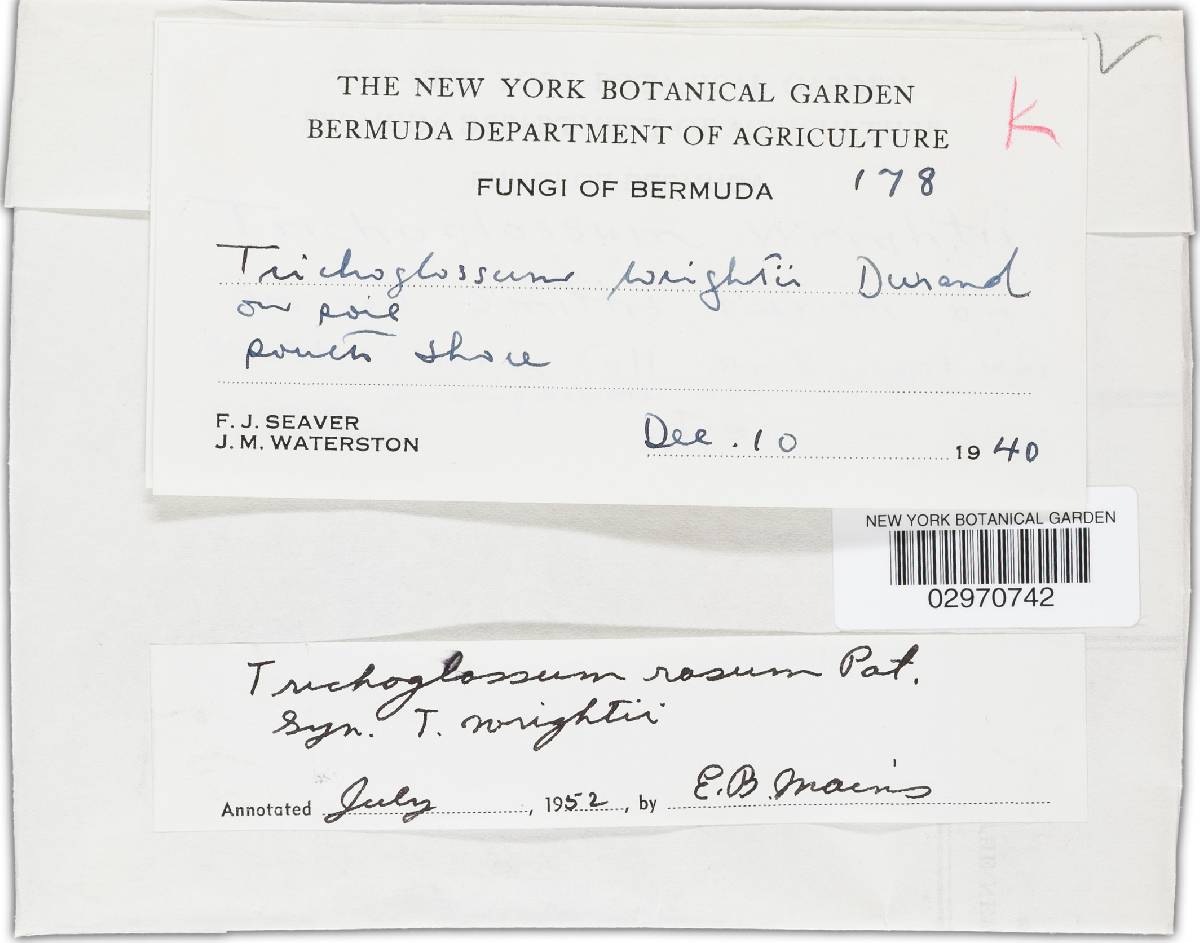 THE NEW YORK BOTANICAL GARDEN
K
BERMUDA DEPARTMENT OF AGRICULTURE
FUNGI OF BERMUDA 178
Trichoglossum wrightii Durand
on soil
south shore
F. J. SEAVER
J. M. WATERSTON
Dec. 10 1940
NEW YORK BOTANICAL GARDEN
02970742
Trichoglossum rasum Pat.
Syn. T. wrightii
Annotated July, 1952, by E.B. Mains